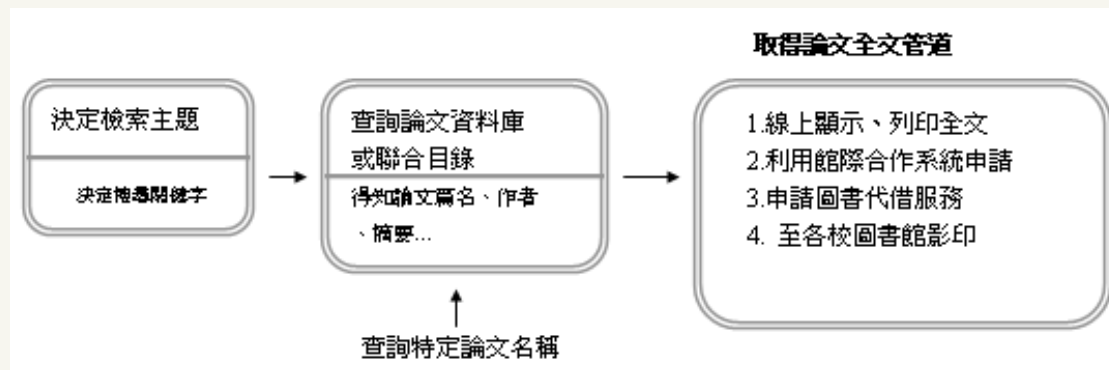 取得論文全文管道
決定檢索主題
決定搜尋關鍵字
查詢論文資料庫
或聯合目錄
得知論文篇名、作者
、摘要...
1.線上顯示、列印全文
2.利用館際合作系統申請
3.申請圖書代借服務
4. 至各校圖書館影印
查詢特定論文名稱